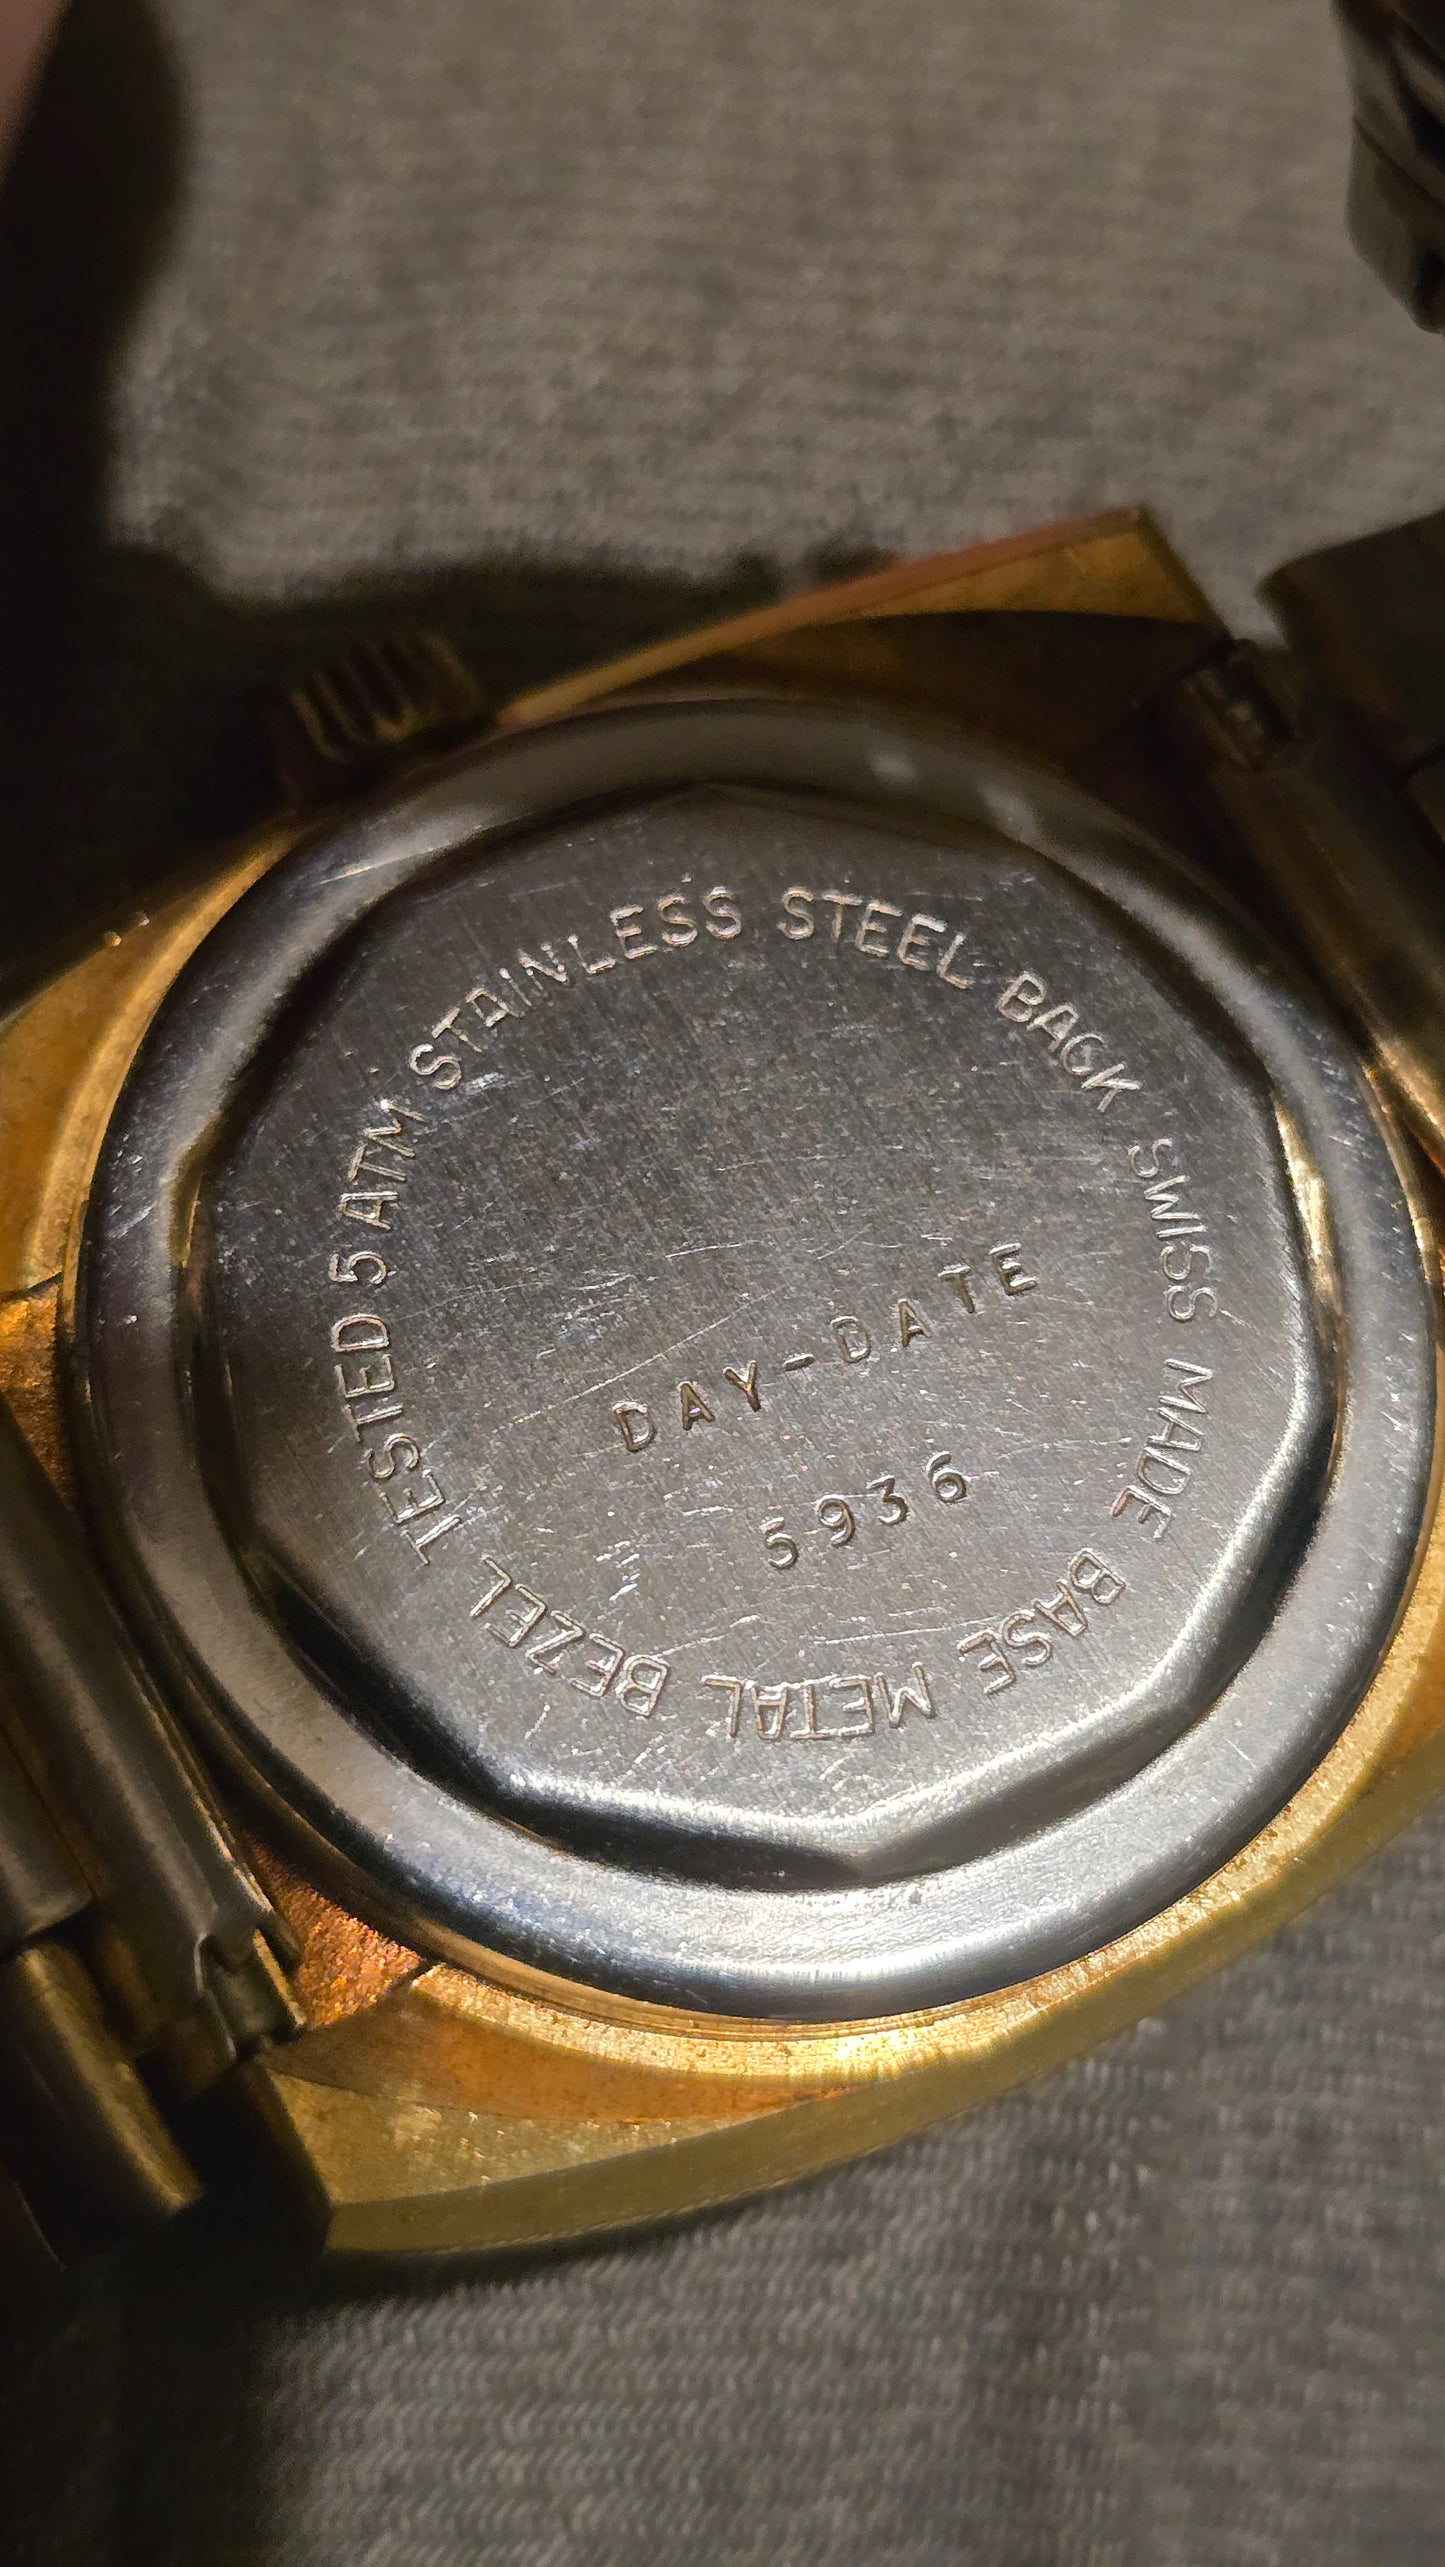 TESTED 5 ATM STAINLESS STEEL BACK SWISS MADE BASE METAL BEZEL
DAY-DATE
5936